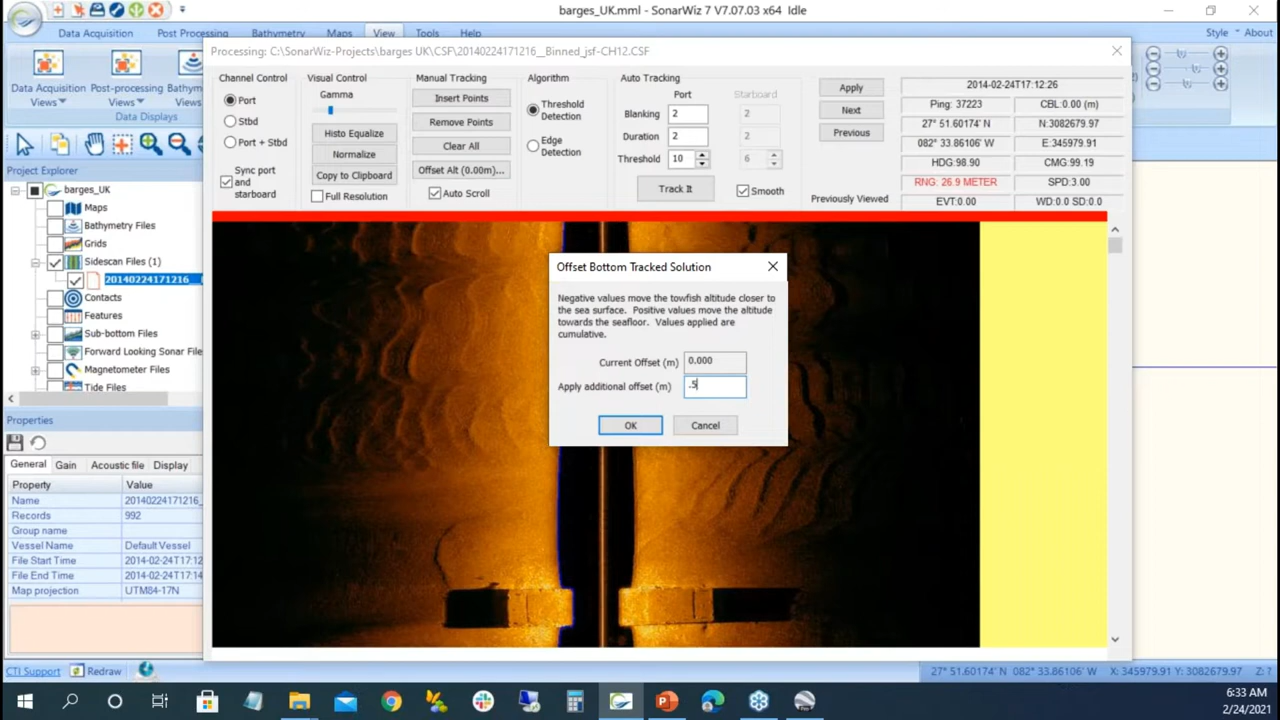 barges_UK.mml - SonarWiz 7 V7.07.03 x64 Idle
Data Acquisition Post Processing Bathymetry Maps View Tools Help Style About
Data Acquisition Views
Post-processing Views
Bathym Views
Data Displays
Project Explorer
barges_UK
Maps
Bathymetry Files
Grids
Sidescan Files (1)
20140224171216__
Contacts
Features
Sub-bottom Files
Forward Looking Sonar File
Magnetometer Files
Tide Files
Properties
General Gain Acoustic file Display
Property Value
Name 20140224171216_
Records 992
Group name
Vessel Name Default Vessel
File Start Time 2014-02-24T17:12
File End Time 2014-02-24T17:14
Map projection UTM84-17N
Processing: C:\SonarWiz-Projects\barges UK\CSF\20140224171216__Binned_jsf-CH12.CSF
Channel Control
Port
Stbd
Port + Stbd
Sync port and starboard
Visual Control
Gamma
Histo Equalize
Normalize
Copy to Clipboard
Full Resolution
Manual Tracking
Insert Points
Remove Points
Clear All
Offset Alt (0.00m)...
Auto Scroll
Algorithm
Threshold Detection
Edge Detection
Auto Tracking
Port Starboard
Blanking 2 2
Duration 2 2
Threshold 10 6
Track It
Smooth
Apply
Next
Previous
Previously Viewed
2014-02-24T17:12:26
Ping: 37223 CBL:0.00 (m)
27° 51.60174' N N:3082679.97
082° 33.86106' W E:345979.91
HDG:98.90 CMG:99.19
RNG: 26.9 METER SPD:3.00
EVT:0.00 WD:0.0 SD:0.0
Offset Bottom Tracked Solution
Negative values move the towfish altitude closer to
the sea surface. Positive values move the altitude
towards the seafloor. Values applied are
cumulative.
Current Offset (m) 0.000
Apply additional offset (m) .5
OK Cancel
CTI Support Redraw
27° 51.60174' N 082° 33.86106' W X: 345979.91 Y: 3082679.97 Z: ?
6:33 AM
2/24/2021